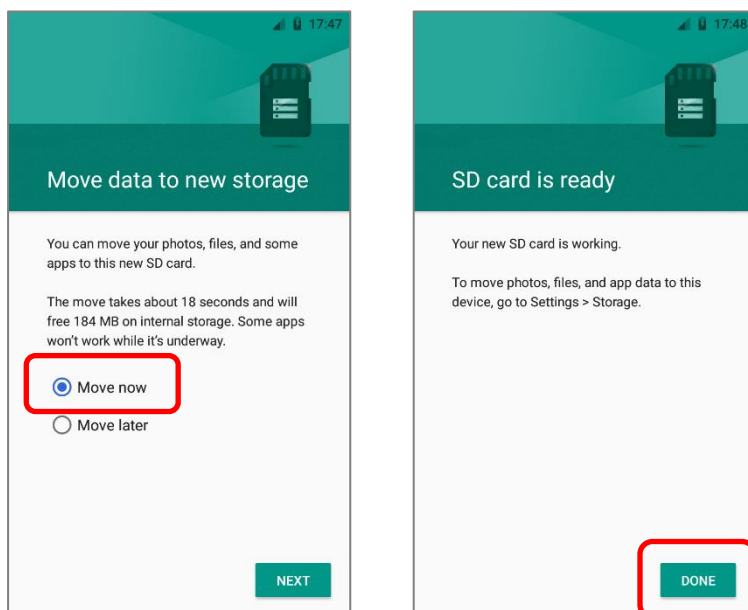 17:47
Move data to new storage
You can move your photos, files, and some
apps to this new SD card.
The move takes about 18 seconds and will
free 184 MB on internal storage. Some apps
won't work while it's underway.
Move now
Move later
NEXT
17:48
SD card is ready
Your new SD card is working.
To move photos, files, and app data to this
device, go to Settings > Storage.
DONE